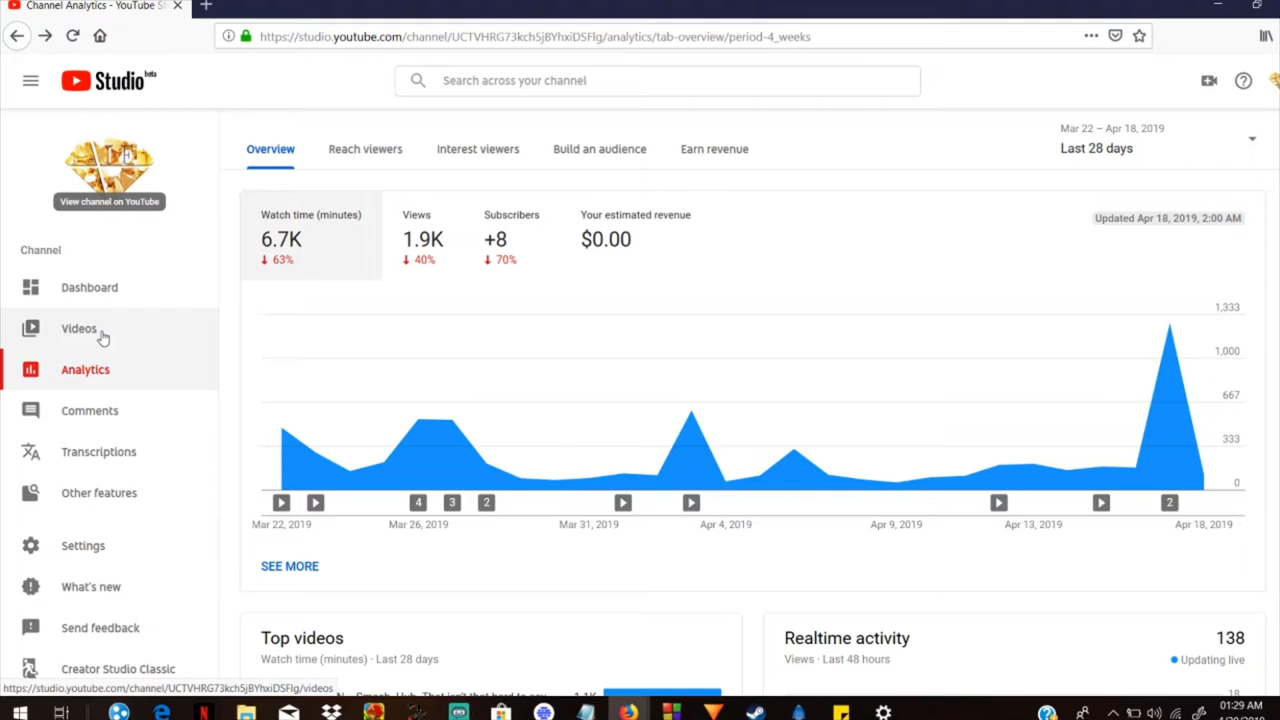 Channel Analytics - YouTube St
https://studio.youtube.com/channel/UCTVHRG73kch5jBYhxiDSFlg/analytics/tab-overview/period-4_weeks
Studio beta
Search across your channel
LE
View channel on YouTube
Channel
Dashboard
Videos
Analytics
Comments
Transcriptions
Other features
Settings
What's new
Send feedback
Creator Studio Classic
https://studio.youtube.com/channel/UCTVHRG73kch5jBYhxiDSFlg/videos
Overview Reach viewers Interest viewers Build an audience Earn revenue
Mar 22 – Apr 18, 2019
Last 28 days
Watch time (minutes) Views Subscribers Your estimated revenue
6.7K 1.9K +8 $0.00
63% 40% 70%
Updated Apr 18, 2019, 2:00 AM
1,333
1,000
667
333
0
4 3 2 2
Mar 22, 2019 Mar 26, 2019 Mar 31, 2019 Apr 4, 2019 Apr 9, 2019 Apr 13, 2019 Apr 18, 2019
SEE MORE
Top videos
Watch time (minutes) · Last 28 days
Realtime activity 138
Views · Last 48 hours Updating live
18
01:29 AM